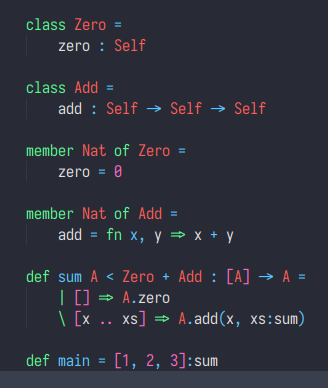 class Zero =
    zero : Self

class Add =
    add : Self → Self → Self

member Nat of Zero =
    zero = 0

member Nat of Add =
    add = fn x, y => x + y

def sum A < Zero + Add : [A] → A =
    | [] => A.zero
    \ [x .. xs] => A.add(x, xs:sum)

def main = [1, 2, 3]:sum